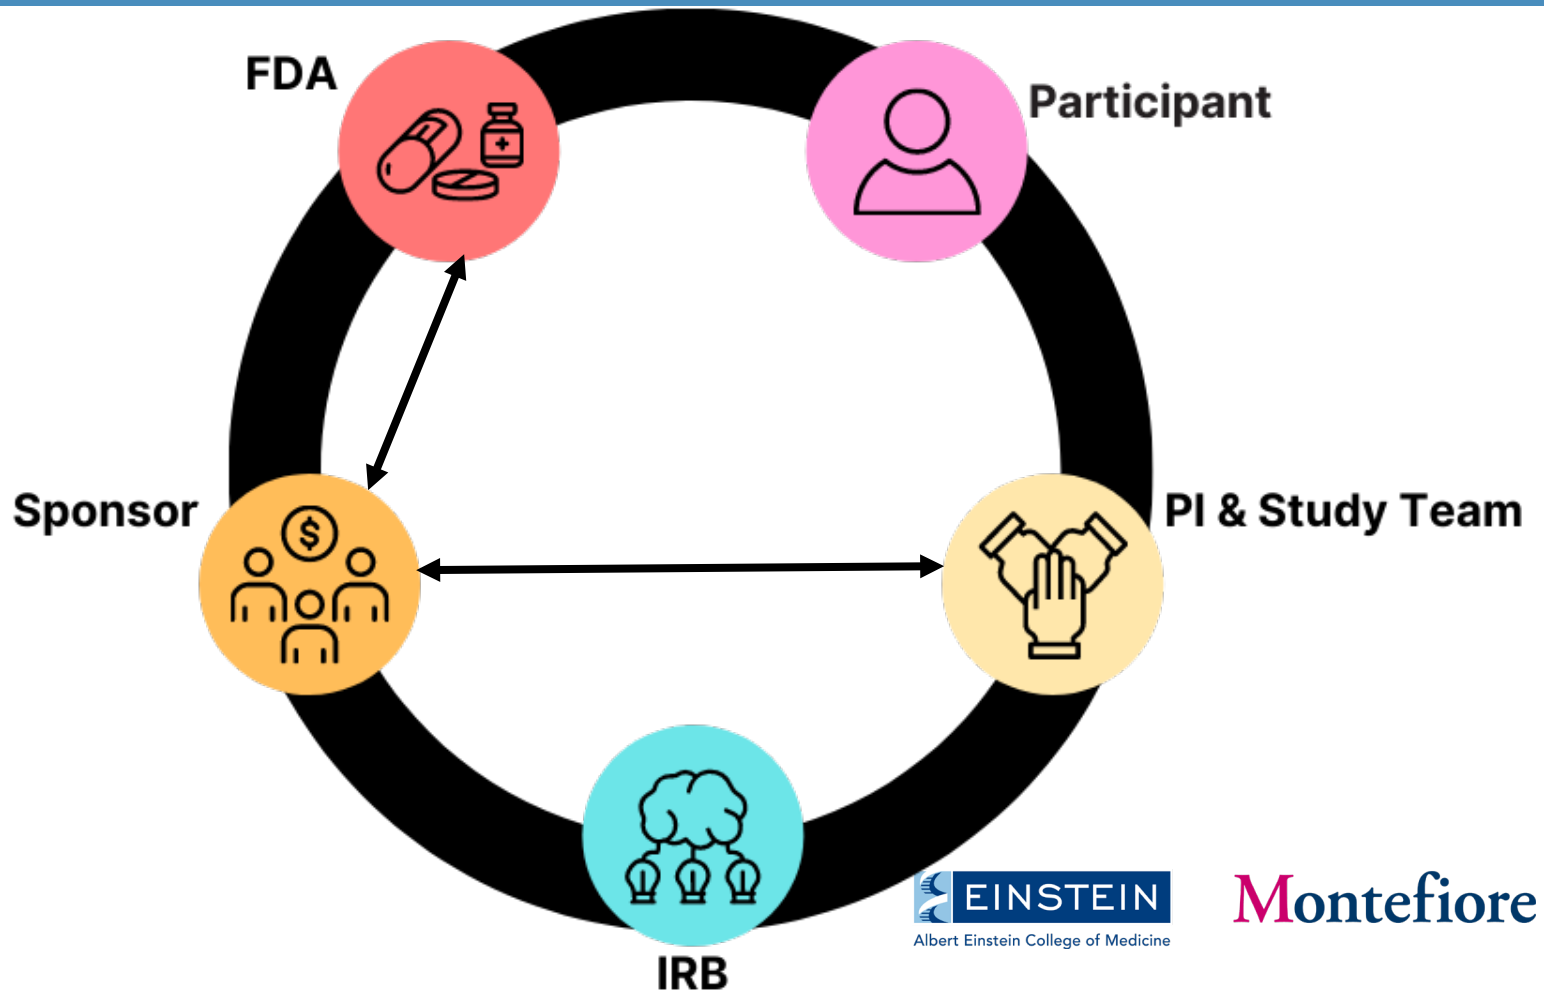 FDA
Participant
Sponsor
$
PI & Study Team
IRB
EINSTEIN
Albert Einstein College of Medicine
Montefiore